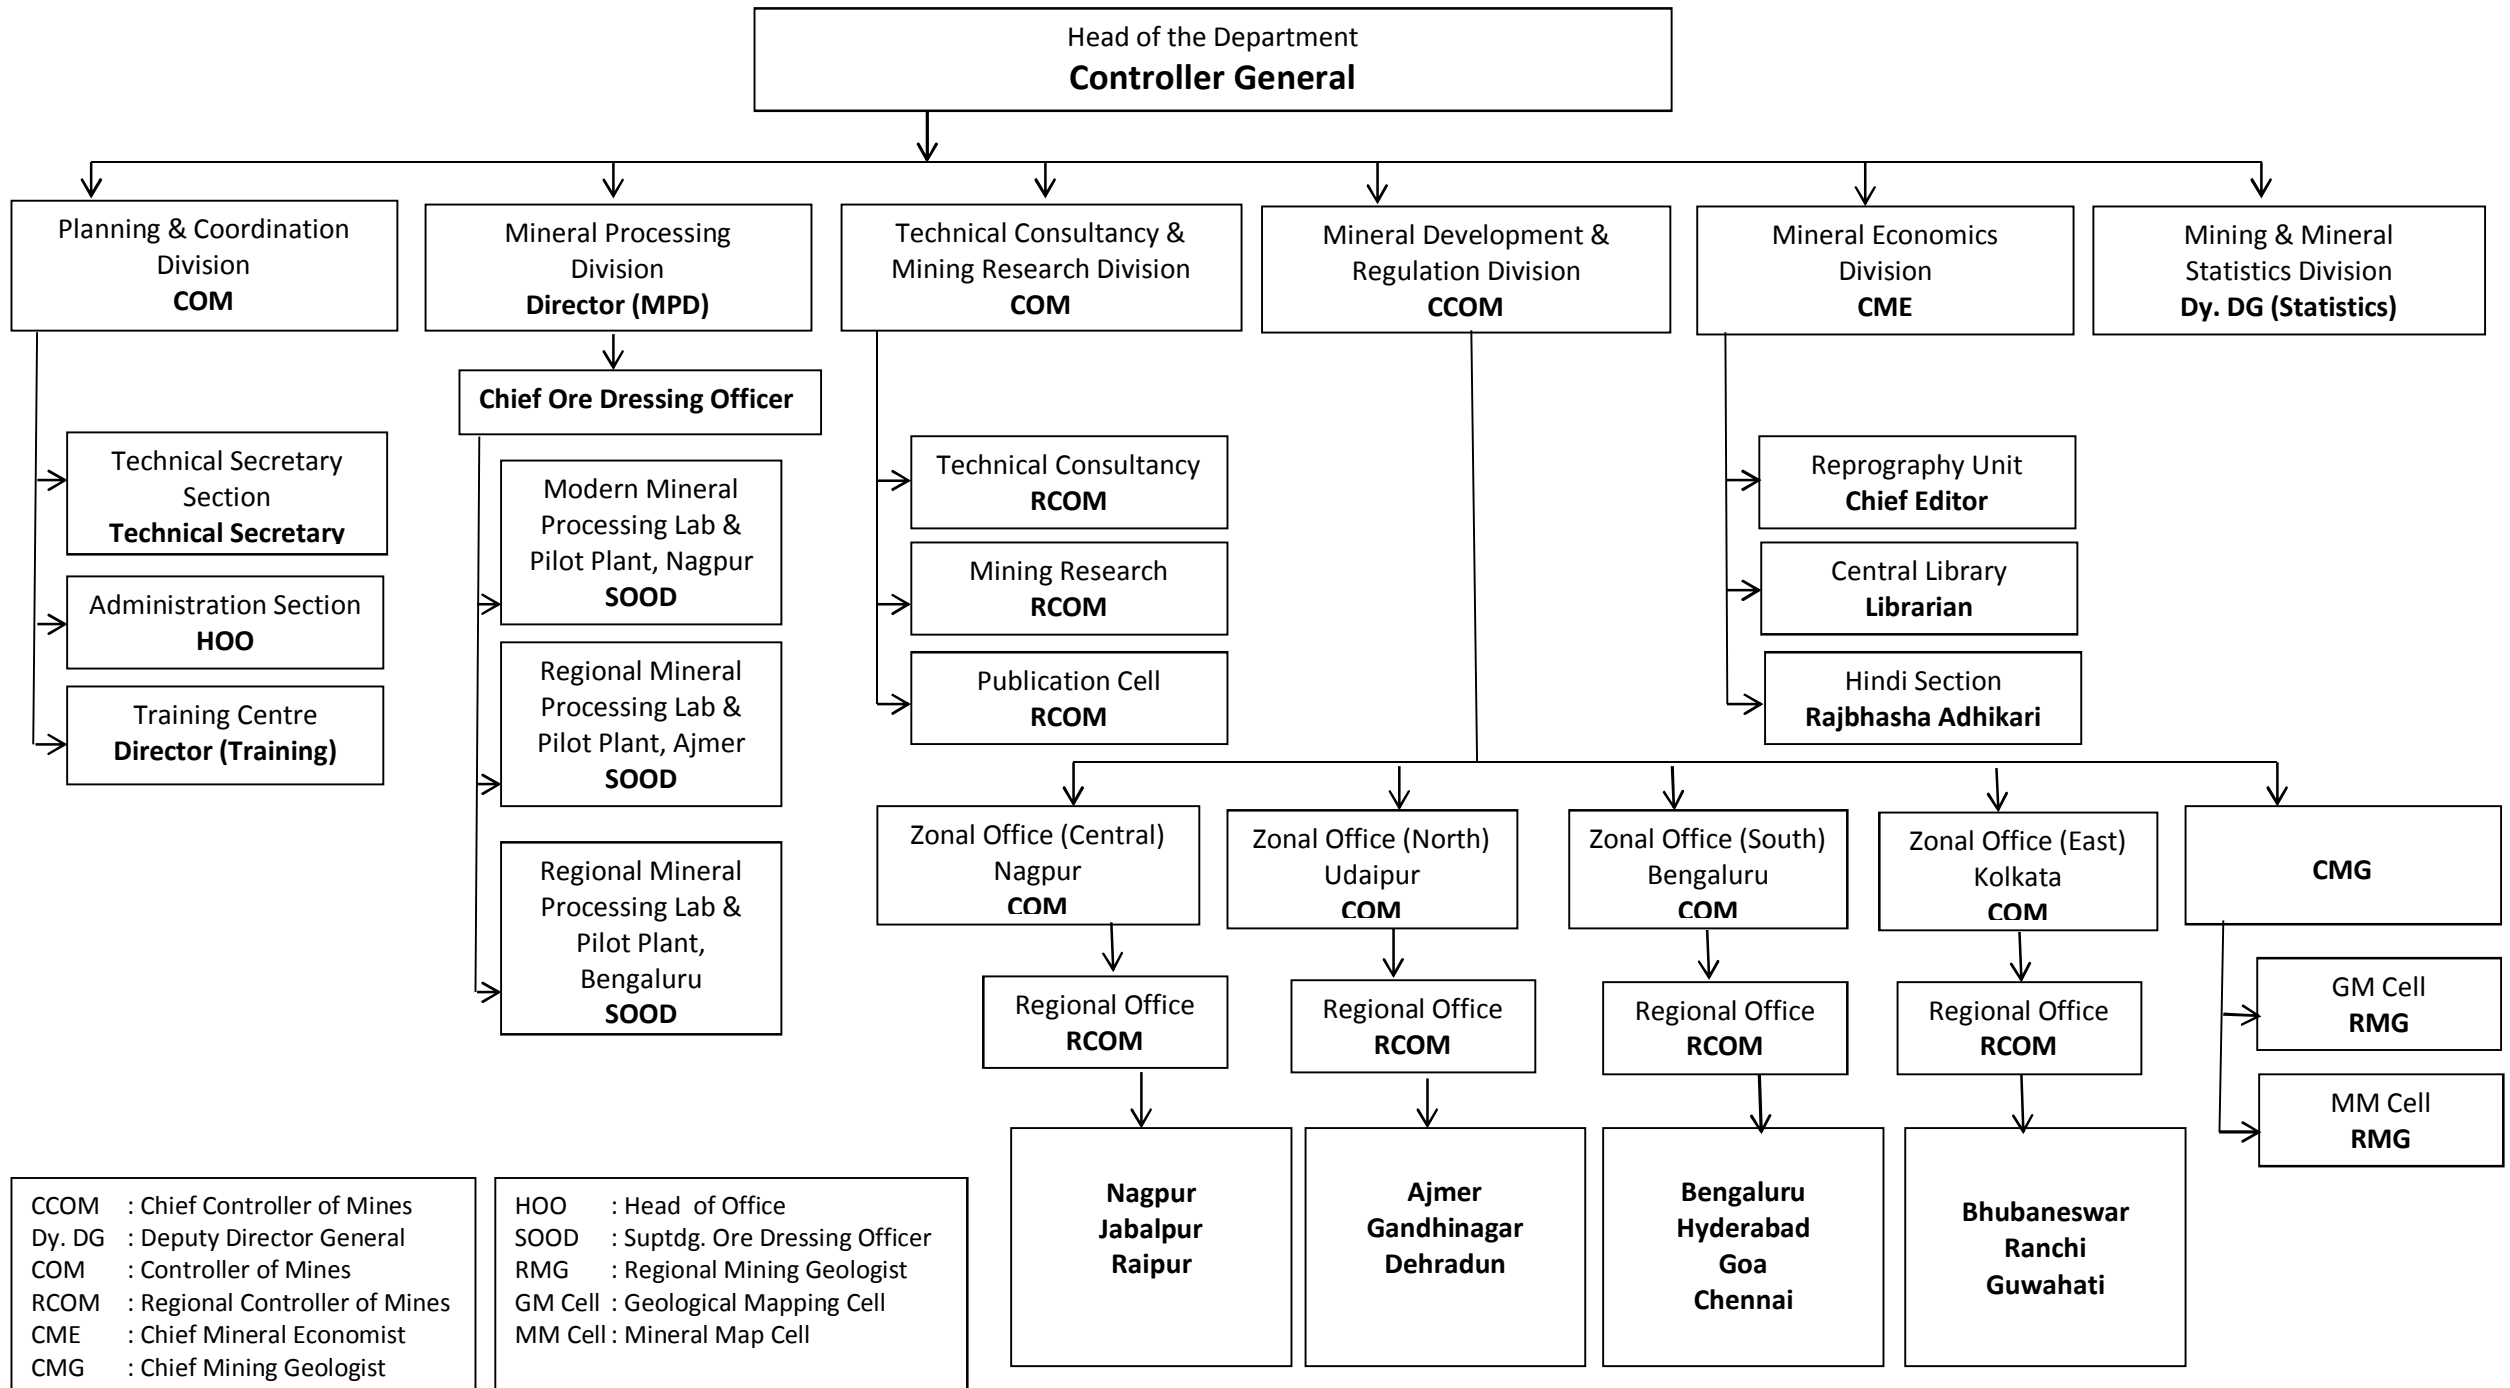 Head of the Department
Controller General
Planning & Coordination
Division
COM
Mineral Processing
Division
Director (MPD)
Technical Consultancy &
Mining Research Division
COM
Mineral Development &
Regulation Division
CCOM
Mineral Economics
Division
CME
Mining & Mineral
Statistics Division
Dy. DG (Statistics)
Technical Secretary
Section
Technical Secretary
Administration Section
HOO
Training Centre
Director (Training)
Chief Ore Dressing Officer
Modern Mineral
Processing Lab &
Pilot Plant, Nagpur
SOOD
Regional Mineral
Processing Lab &
Pilot Plant, Ajmer
SOOD
Regional Mineral
Processing Lab &
Pilot Plant,
Bengaluru
SOOD
Technical Consultancy
RCOM
Mining Research
RCOM
Publication Cell
RCOM
Reprography Unit
Chief Editor
Central Library
Librarian
Hindi Section
Rajbhasha Adhikari
Zonal Office (Central)
Nagpur
COM
Zonal Office (North)
Udaipur
COM
Zonal Office (South)
Bengaluru
COM
Zonal Office (East)
Kolkata
COM
CMG
Regional Office
RCOM
Regional Office
RCOM
Regional Office
RCOM
Regional Office
RCOM
GM Cell
RMG
MM Cell
RMG
Nagpur
Jabalpur
Raipur
Ajmer
Gandhinagar
Dehradun
Bengaluru
Hyderabad
Goa
Chennai
Bhubaneswar
Ranchi
Guwahati
CCOM : Chief Controller of Mines
Dy. DG : Deputy Director General
COM : Controller of Mines
RCOM : Regional Controller of Mines
CME : Chief Mineral Economist
CMG : Chief Mining Geologist
HOO : Head of Office
SOOD : Suptdg. Ore Dressing Officer
RMG : Regional Mining Geologist
GM Cell : Geological Mapping Cell
MM Cell : Mineral Map Cell